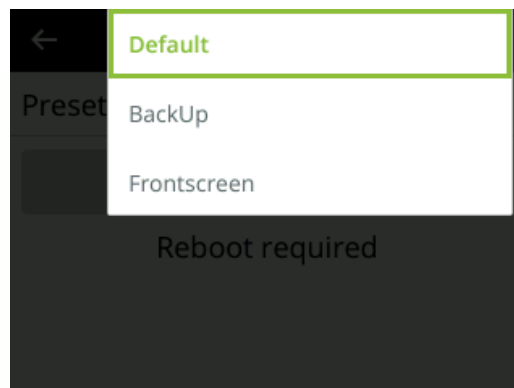 Default
Preset
BackUp
Frontscreen
Reboot required